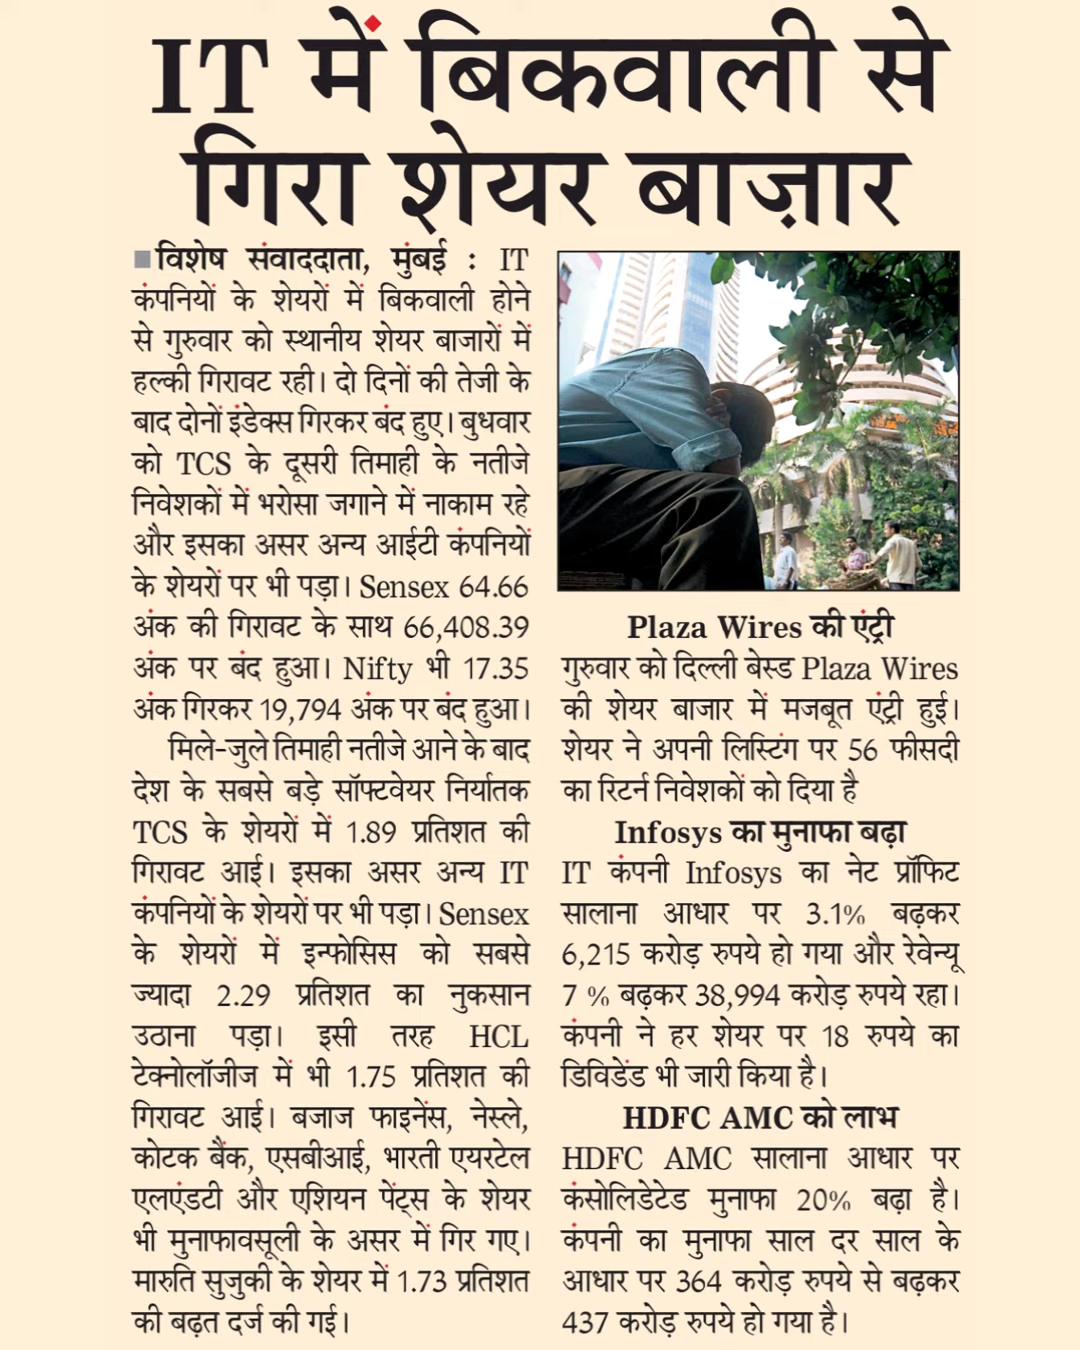 IT में बिकवाली से
गिरा शेयर बाज़ार
■विशेष संवाददाता, मुंबई : IT
कंपनियों के शेयरों में बिकवाली होने
से गुरुवार को स्थानीय शेयर बाजारों में
हल्की गिरावट रही। दो दिनों की तेजी के
बाद दोनों इंडेक्स गिरकर बंद हुए। बुधवार
को TCS के दूसरी तिमाही के नतीजे
निवेशकों में भरोसा जगाने में नाकाम रहे
और इसका असर अन्य आईटी कंपनियों
के शेयरों पर भी पड़ा। Sensex 64.66
अंक की गिरावट के साथ 66,408.39
अंक पर बंद हुआ। Nifty भी 17.35
अंक गिरकर 19,794 अंक पर बंद हुआ।
मिले-जुले तिमाही नतीजे आने के बाद
देश के सबसे बड़े सॉफ्टवेयर निर्यातक
TCS के शेयरों में 1.89 प्रतिशत की
गिरावट आई। इसका असर अन्य IT
कंपनियों के शेयरों पर भी पड़ा। Sensex
के शेयरों में इन्फोसिस को सबसे
ज्यादा 2.29 प्रतिशत का नुकसान
उठाना पड़ा। इसी तरह HCL
टेक्नोलॉजीज में भी 1.75 प्रतिशत की
गिरावट आई। बजाज फाइनेंस, नेस्ले,
कोटक बैंक, एसबीआई, भारती एयरटेल
एलएंडटी और एशियन पेंट्स के शेयर
भी मुनाफावसूली के असर में गिर गए।
मारुति सुजुकी के शेयर में 1.73 प्रतिशत
की बढ़त दर्ज की गई।
Plaza Wires की एंट्री
गुरुवार को दिल्ली बेस्ड Plaza Wires
की शेयर बाजार में मजबूत एंट्री हुई।
शेयर ने अपनी लिस्टिंग पर 56 फीसदी
का रिटर्न निवेशकों को दिया है
Infosys का मुनाफा बढ़ा
IT कंपनी Infosys का नेट प्रॉफिट
सालाना आधार पर 3.1% बढ़कर
6,215 करोड़ रुपये हो गया और रेवेन्यू
7 % बढ़कर 38,994 करोड़ रुपये रहा।
कंपनी ने हर शेयर पर 18 रुपये का
डिविडेंड भी जारी किया है।
HDFC AMC को लाभ
HDFC AMC सालाना आधार पर
कंसोलिडेटेड मुनाफा 20% बढ़ा है।
कंपनी का मुनाफा साल दर साल के
आधार पर 364 करोड़ रुपये से बढ़कर
437 करोड़ रुपये हो गया है।